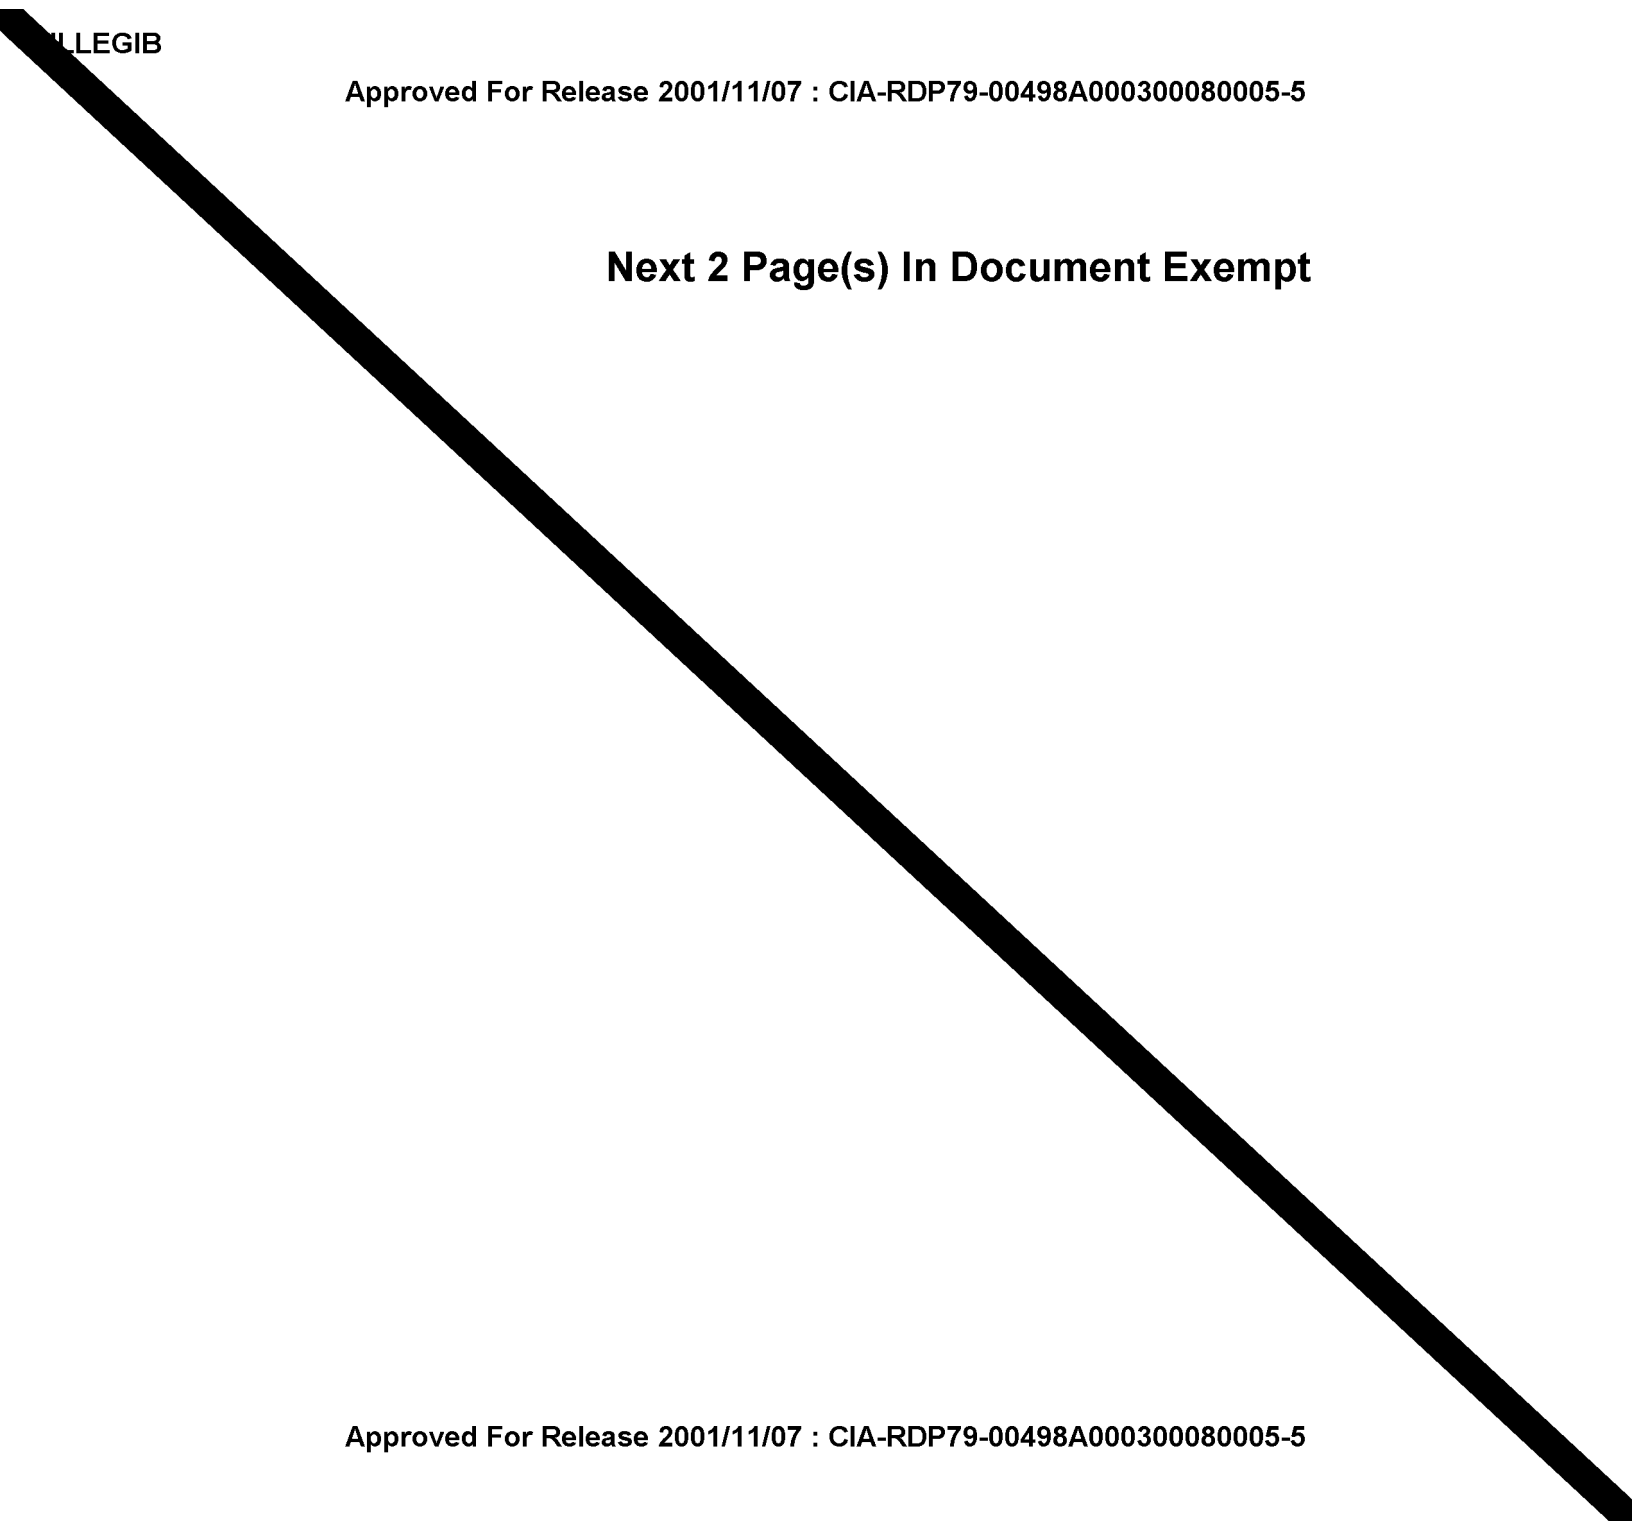 ILLEGIB
Approved For Release 2001/11/07 : CIA-RDP79-00498A000300080005-5
Next 2 Page(s) In Document Exempt
Approved For Release 2001/11/07 : CIA-RDP79-00498A000300080005-5